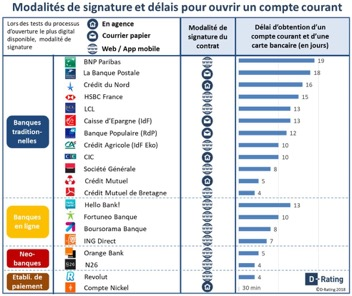 Modalités de signature et délais pour ouvrir un compte courant
Lors des tests du processus d'ouverture le plus digital disponible, modalité de signature
En agence
Courrier papier
Web / App mobile
Modalité de signature du contrat
Délai d'obtention d'un compte courant et d'une carte bancaire (en jours)
Banques tradition-nelles
BNP Paribas 19
La Banque Postale 18
Crédit du Nord 16
HSBC France 15
LCL 13
Caisse d'Epargne (IdF) 13
Banque Populaire (RdP) 12
Crédit Agricole (IdF Eko) 10
CIC 10
Société Générale 8
Crédit Mutuel 5
Crédit Mutuel de Bretagne 4
Banques en ligne
Hello Bank! 13
Fortuneo Banque 10
Boursorama Banque 8
ING Direct 7
Neo-banques
Orange Bank 5
N26 4
Etabli. de paiement
Revolut 4
Compte Nickel 30 min
D-Rating
©D-Rating 2018